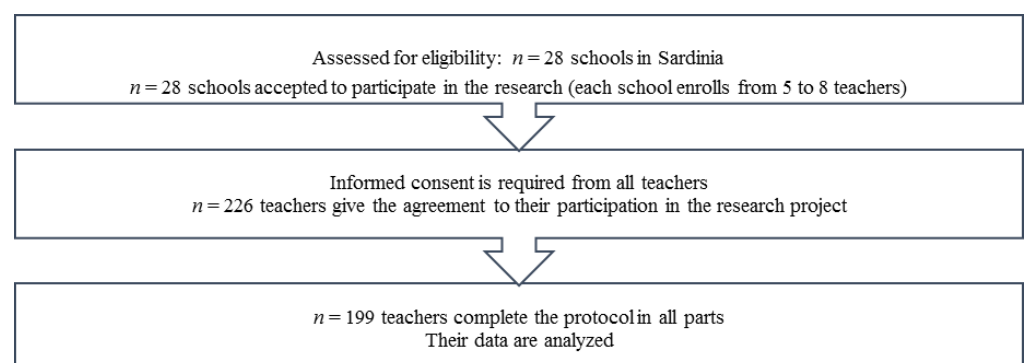 Assessed for eligibility: n = 28 schools in Sardinia
n = 28 schools accepted to participate in the research (each school enrolls from 5 to 8 teachers)
Informed consent is required from all teachers
n = 226 teachers give the agreement to their participation in the research project
n = 199 teachers complete the protocol in all parts
Their data are analyzed